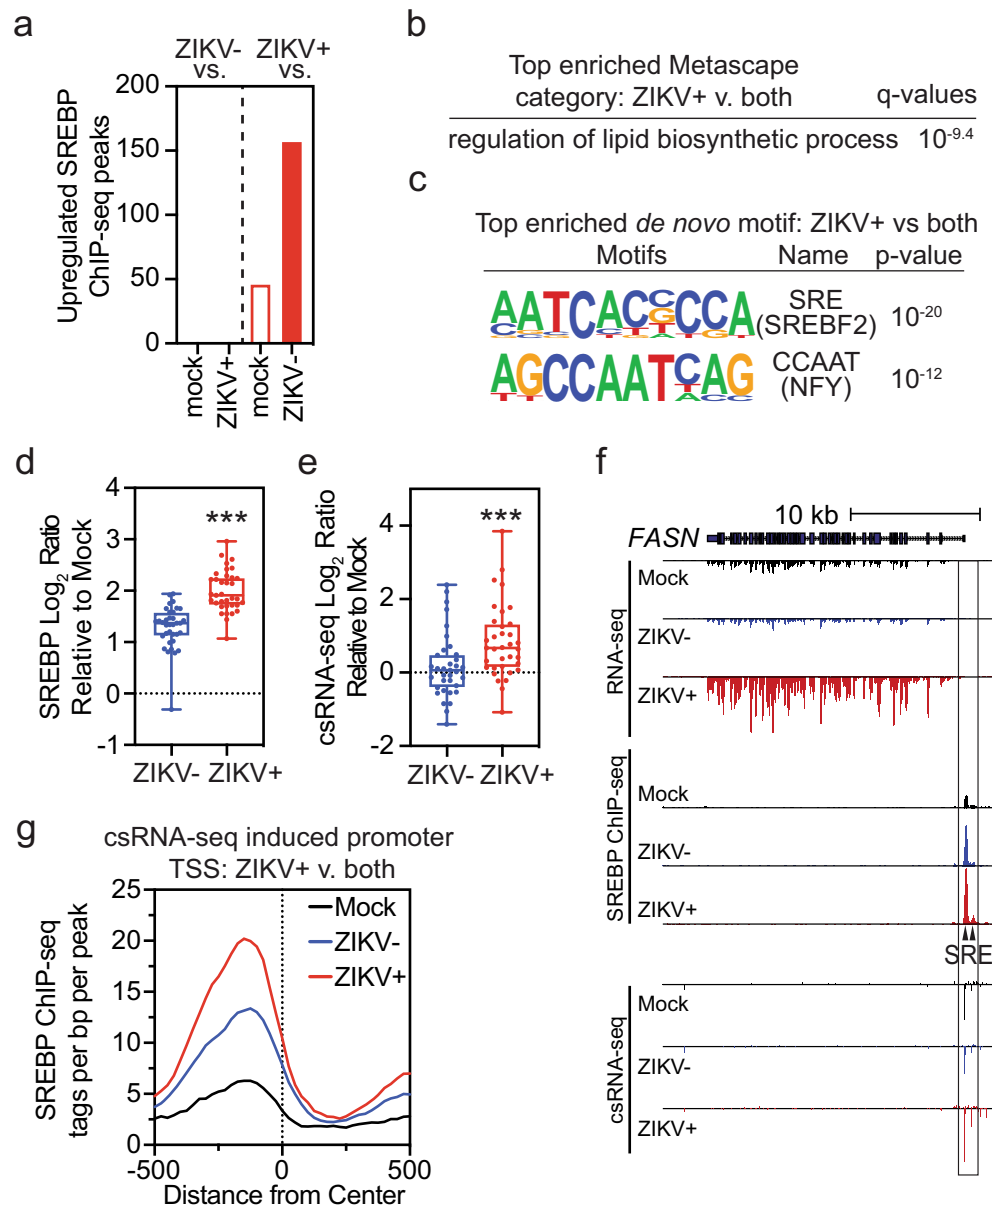 a
ZIKV- ZIKV+
vs. vs.
Upregulated SREBP
ChIP-seq peaks
200
150
100
50
0
mock
ZIKV+
mock
ZIKV-
b
Top enriched Metascape
category: ZIKV+ v. both q-values
regulation of lipid biosynthetic process 10^-9.4
c
Top enriched de novo motif: ZIKV+ vs both
Motifs Name p-value
AATCACCCCA SRE
(SREBF2) 10^-20
AGCCAATCAG CCAAT
(NFY) 10^-12
d
SREBP Log2 Ratio
Relative to Mock
4
3
2
1
0
-1
***
ZIKV- ZIKV+
e
csRNA-seq Log2 Ratio
Relative to Mock
4
2
0
-2
***
ZIKV- ZIKV+
f
10 kb
FASN
RNA-seq
Mock
ZIKV-
ZIKV+
SREBP ChIP-seq
Mock
ZIKV-
ZIKV+
SRE
csRNA-seq
Mock
ZIKV-
ZIKV+
g
csRNA-seq induced promoter
TSS: ZIKV+ v. both
SREBP ChIP-seq
tags per bp per peak
25
20
15
10
5
0
Mock
ZIKV-
ZIKV+
-500 0 500
Distance from Center